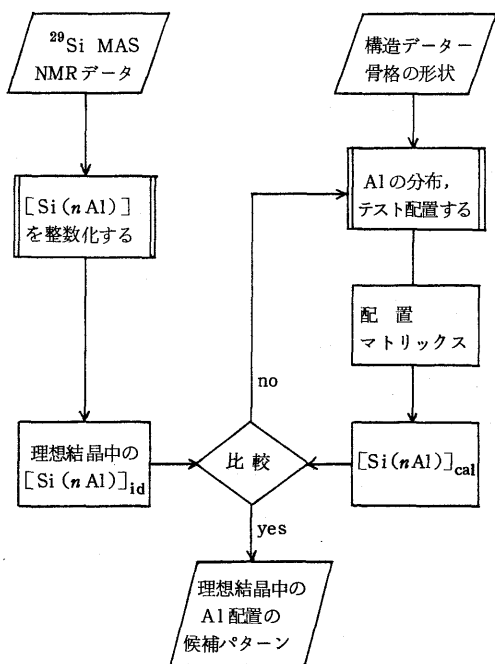 ²⁹Si MAS
NMRデータ
[Si(nAl)]
を整数化する
理想結晶中の
[Si(nAl)]id
構造データー
骨格の形状
Alの分布,
テスト配置する
配 置
マトリックス
[Si(nAl)]cal
no
比 較
yes
理想結晶中の
Al配置の
候補パターン